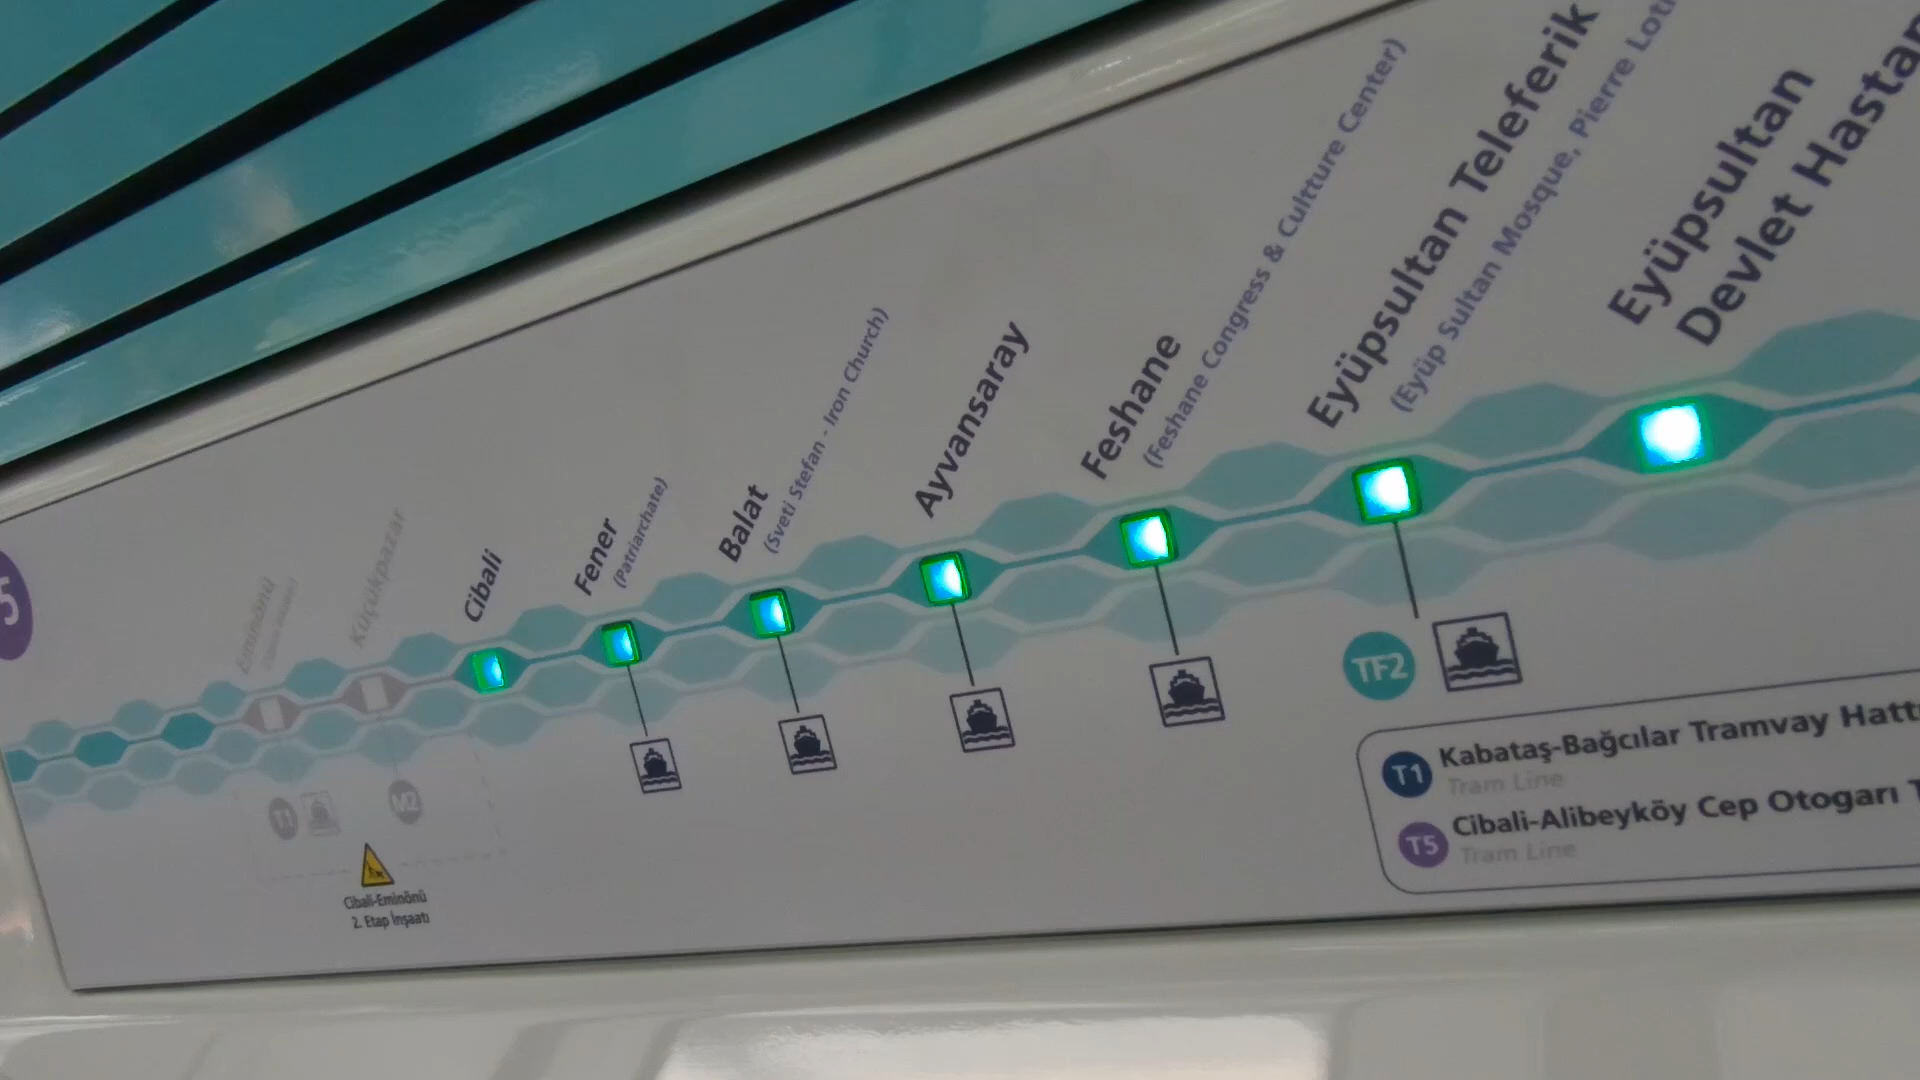 5
Eminönü
Küçükpazar
Cibali
Fener
(Patriarchate)
Balat
(Sveti Stefan - Iron Church)
Ayvansaray
Feshane
(Feshane Congress & Cultture Center)
Eyüpsultan Teleferik
(Eyüp Sultan Mosque, Pierre Loti
Eyüpsultan
Devlet Hastan
T1
M2
Cibali-Eminönü
2. Etap İnşaatı
TF2
T1 Kabataş-Bağcılar Tramvay Hattı
Tram Line
T5 Cibali-Alibeyköy Cep Otogarı T
Tram Line